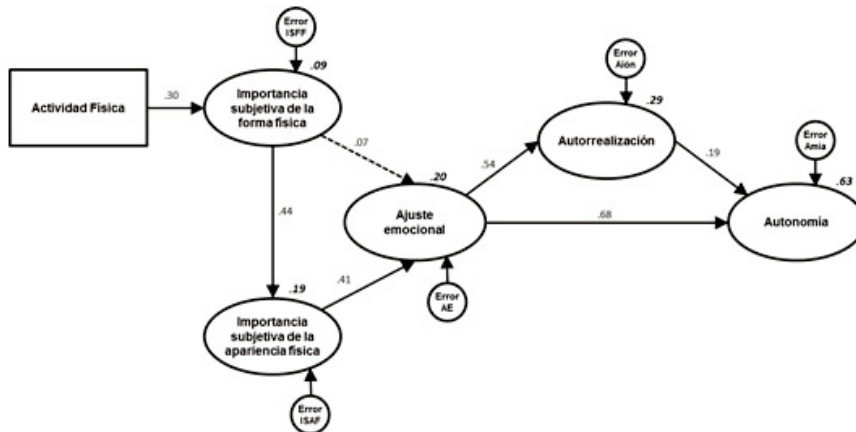 Error
ISFF
.09
Actividad Física
.30
Importancia
subjetiva de la
forma física
.07
.44
.19
Importancia
subjetiva de la
apariencia física
Error
ISAF
.41
.20
Ajuste
emocional
Error
AE
.54
.68
Error
Aión
.29
Autorrealización
.19
Error
Amia
.63
Autonomía